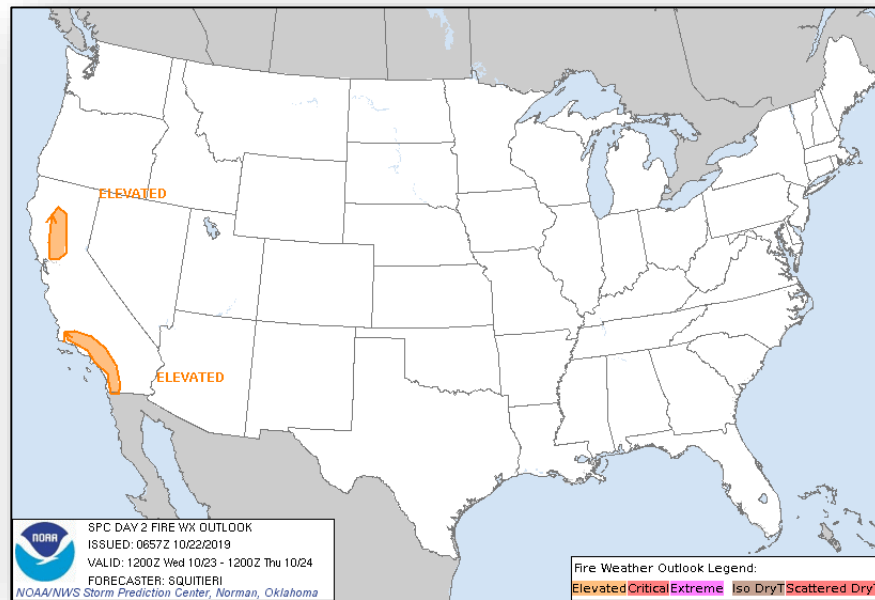 ELEVATED
ELEVATED
NOAA
SPC DAY 2 FIRE WX OUTLOOK
ISSUED: 0657Z 10/22/2019
VALID: 1200Z Wed 10/23 - 1200Z Thu 10/24
FORECASTER: SQUITIERI
NOAA/NWS Storm Prediction Center, Norman, Oklahoma
Fire Weather Outlook Legend:
Elevated Critical Extreme Iso DryT Scattered DryT